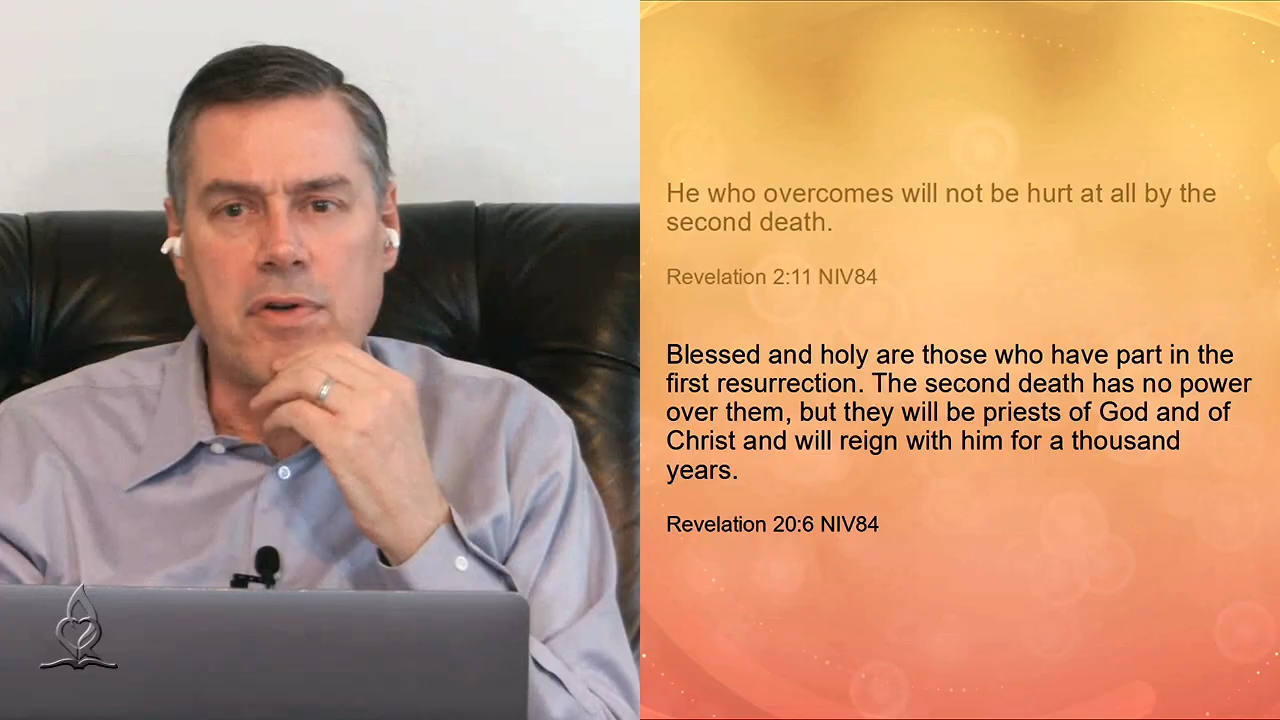 He who overcomes will not be hurt at all by the
second death.
Revelation 2:11 NIV84
Blessed and holy are those who have part in the
first resurrection. The second death has no power
over them, but they will be priests of God and of
Christ and will reign with him for a thousand
years.
Revelation 20:6 NIV84